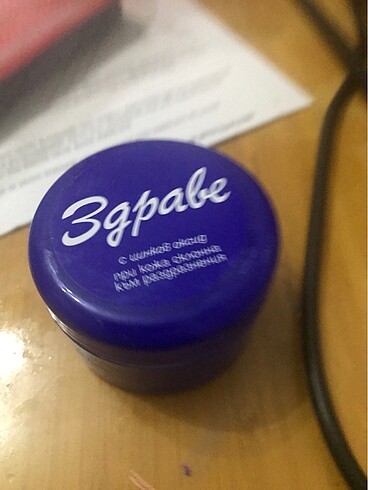 Здраве
с цинков оксид
при кожа, склонна
към раздразнения